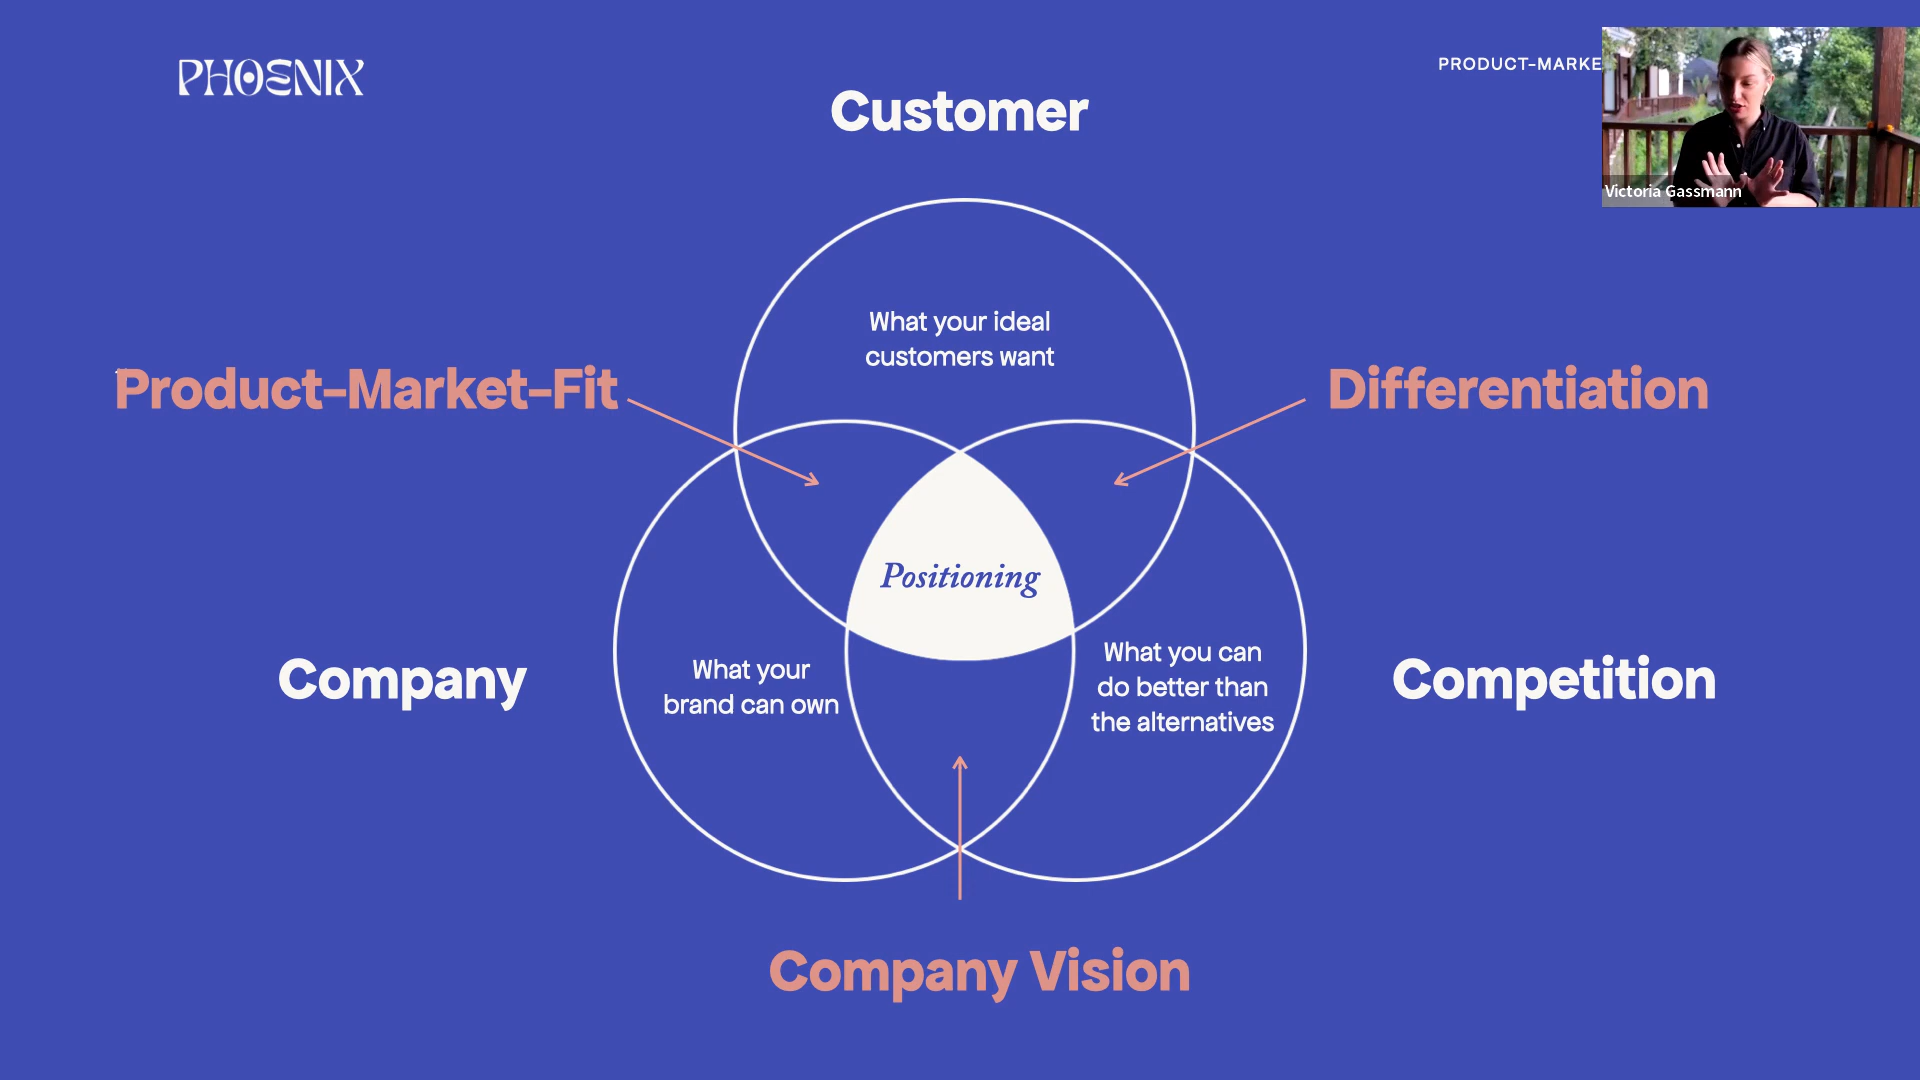 PHOENIX
PRODUCT-MARKE
Customer
Victoria Gassmann
What your ideal
customers want
Product-Market-Fit
Differentiation
Positioning
Company
What your
brand can own
What you can
do better than
the alternatives
Competition
Company Vision